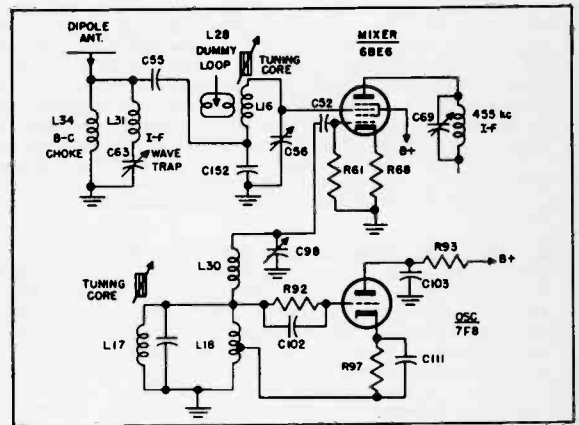 DIPOLE
ANT.
L28
DUMMY
LOOP
TUNING
CORE
MIXER
6BE6
C55
L34
B-C
CHOKE
L31
I-F
WAVE
TRAP
C63
L16
C152
C56
C52
R61
R68
B+
C69
455 kc
I-F
L30
C98
TUNING
CORE
L17
L18
R92
C102
R93
B+
C103
OSC
7F8
R97
C111